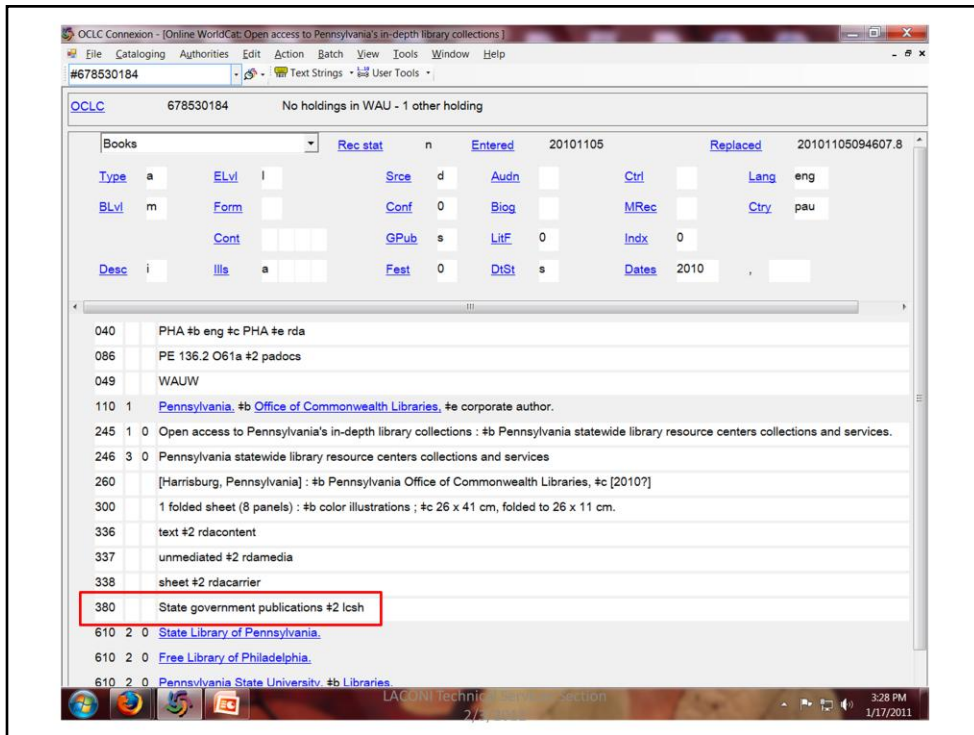 OCLC Connexion - [Online WorldCat: Open access to Pennsylvania's in-depth library collections ]
File Cataloging Authorities Edit Action Batch View Tools Window Help
#678530184 Text Strings User Tools
OCLC 678530184 No holdings in WAU - 1 other holding
Books Rec stat n Entered 20101105 Replaced 20101105094607.8
Type a ELvl I Srce d Audn Ctrl Lang eng
BLvl m Form Conf 0 Biog MRec Ctry pau
Cont GPub s LitF 0 Indx 0
Desc i Ills a Fest 0 DtSt s Dates 2010 ,
040 PHA ‡b eng ‡c PHA ‡e rda
086 PE 136.2 O61a ‡2 padocs
049 WAUW
110 1 Pennsylvania. ‡b Office of Commonwealth Libraries, ‡e corporate author.
245 1 0 Open access to Pennsylvania's in-depth library collections : ‡b Pennsylvania statewide library resource centers collections and services.
246 3 0 Pennsylvania statewide library resource centers collections and services
260 [Harrisburg, Pennsylvania] : ‡b Pennsylvania Office of Commonwealth Libraries, ‡c [2010?]
300 1 folded sheet (8 panels) : ‡b color illustrations ; ‡c 26 x 41 cm, folded to 26 x 11 cm.
336 text ‡2 rdacontent
337 unmediated ‡2 rdamedia
338 sheet ‡2 rdacarrier
380 State government publications ‡2 lcsh
610 2 0 State Library of Pennsylvania.
610 2 0 Free Library of Philadelphia.
610 2 0 Pennsylvania State University. ‡b Libraries.
LACONI Technical Services Section
3:28 PM
1/17/2011